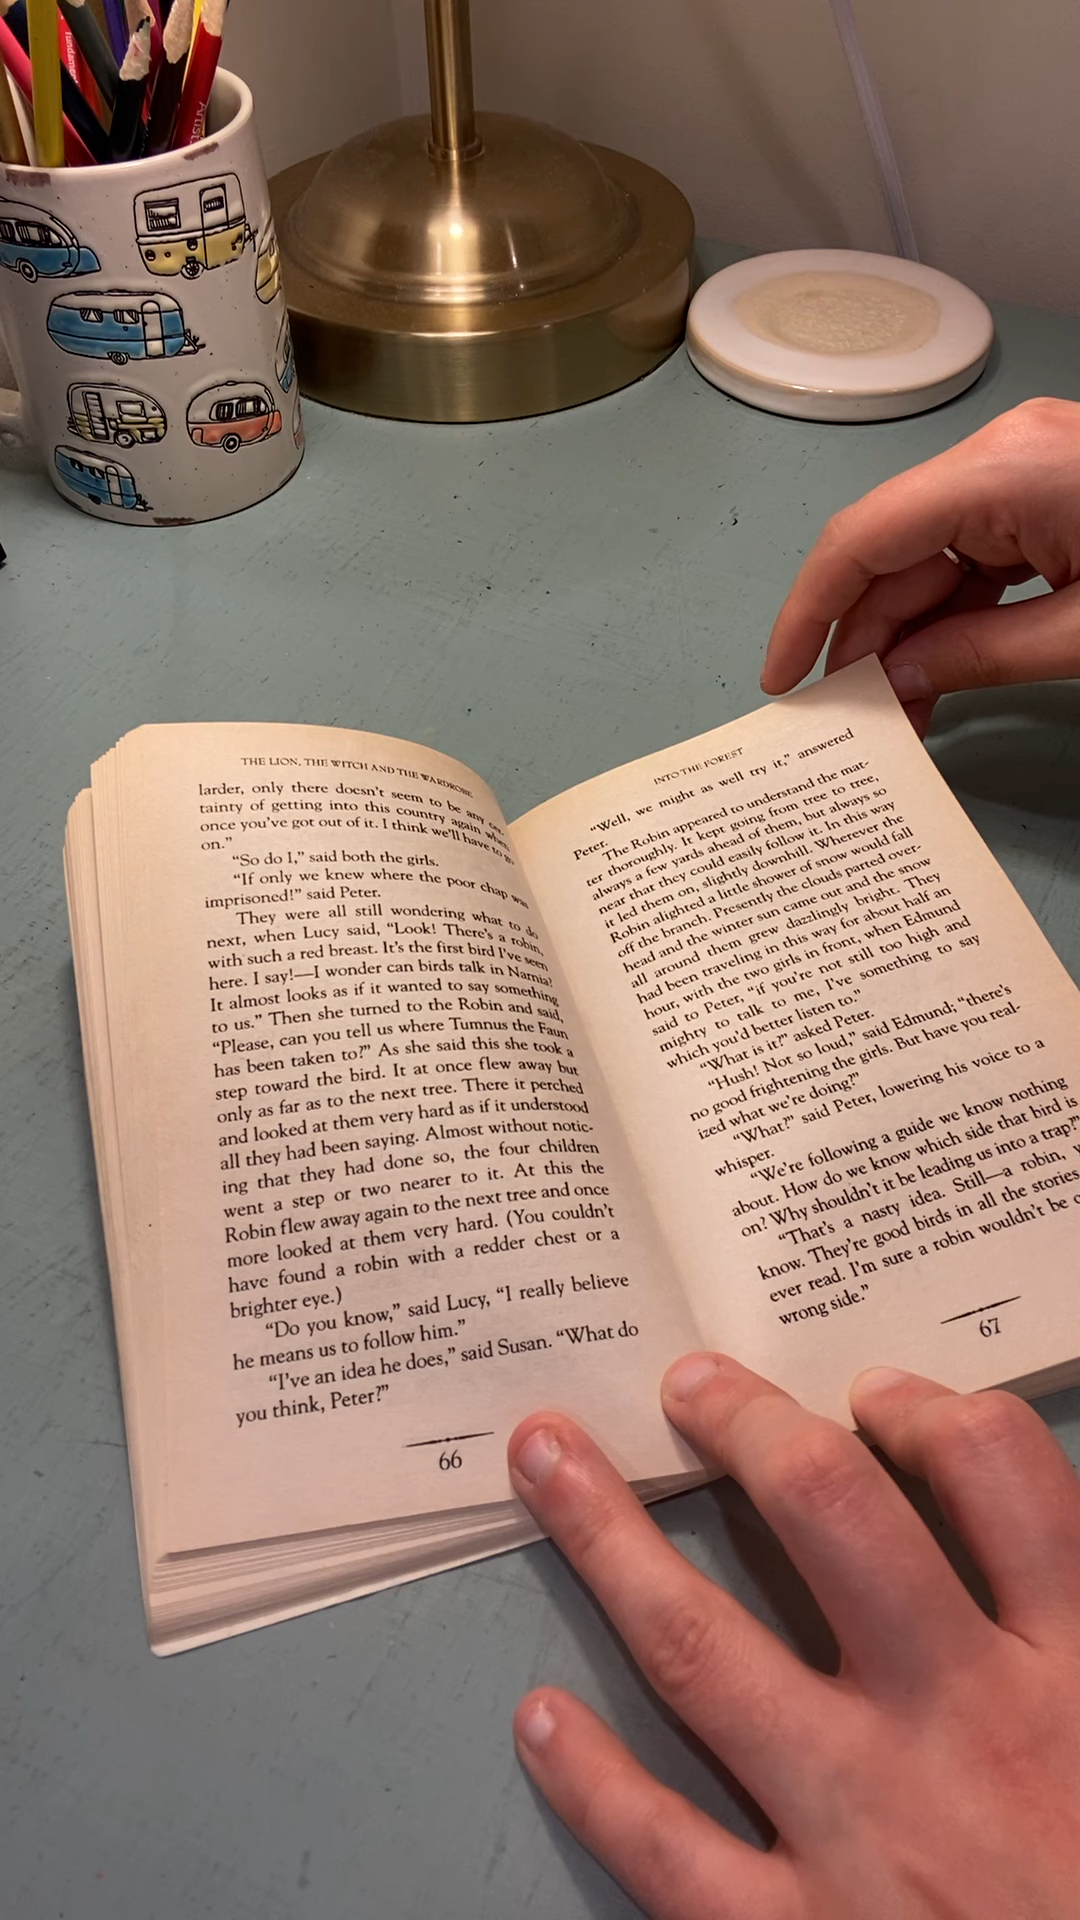 Fundamen
Artist
THE LION, THE WITCH AND THE WARDROBE
larder, only there doesn't seem to be any cer-
tainty of getting into this country again when
once you've got out of it. I think we'll have to go
on."
"So do I," said both the girls.
"If only we knew where the poor chap was
imprisoned!" said Peter.
They were all still wondering what to do
next, when Lucy said, "Look! There's a robin,
with such a red breast. It's the first bird I've seen
here. I say!—I wonder can birds talk in Narnia?
It almost looks as if it wanted to say something
to us." Then she turned to the Robin and said,
"Please, can you tell us where Tumnus the Faun
has been taken to?" As she said this she took a
step toward the bird. It at once flew away but
only as far as to the next tree. There it perched
and looked at them very hard as if it understood
all they had been saying. Almost without notic-
ing that they had done so, the four children
went a step or two nearer to it. At this the
Robin flew away again to the next tree and once
more looked at them very hard. (You couldn't
have found a robin with a redder chest or a
brighter eye.)
"Do you know," said Lucy, "I really believe
he means us to follow him."
"I've an idea he does," said Susan. "What do
you think, Peter?"
66
INTO THE FOREST
"Well, we might as well try it," answered
Peter.
The Robin appeared to understand the mat-
ter thoroughly. It kept going from tree to tree,
always a few yards ahead of them, but always so
near that they could easily follow it. In this way
it led them on, slightly downhill. Wherever the
Robin alighted a little shower of snow would fall
off the branch. Presently the clouds parted over-
head and the winter sun came out and the snow
all around them grew dazzlingly bright. They
had been traveling in this way for about half an
hour, with the two girls in front, when Edmund
said to Peter, "if you're not still too high and
mighty to talk to me, I've something to say
which you'd better listen to."
"What is it?" asked Peter.
"Hush! Not so loud," said Edmund; "there's
no good frightening the girls. But have you real-
ized what we're doing?"
"What?" said Peter, lowering his voice to a
whisper.
"We're following a guide we know nothing
about. How do we know which side that bird is
on? Why shouldn't it be leading us into a trap?"
"That's a nasty idea. Still—a robin,
know. They're good birds in all the stories
ever read. I'm sure a robin wouldn't be
wrong side."
67